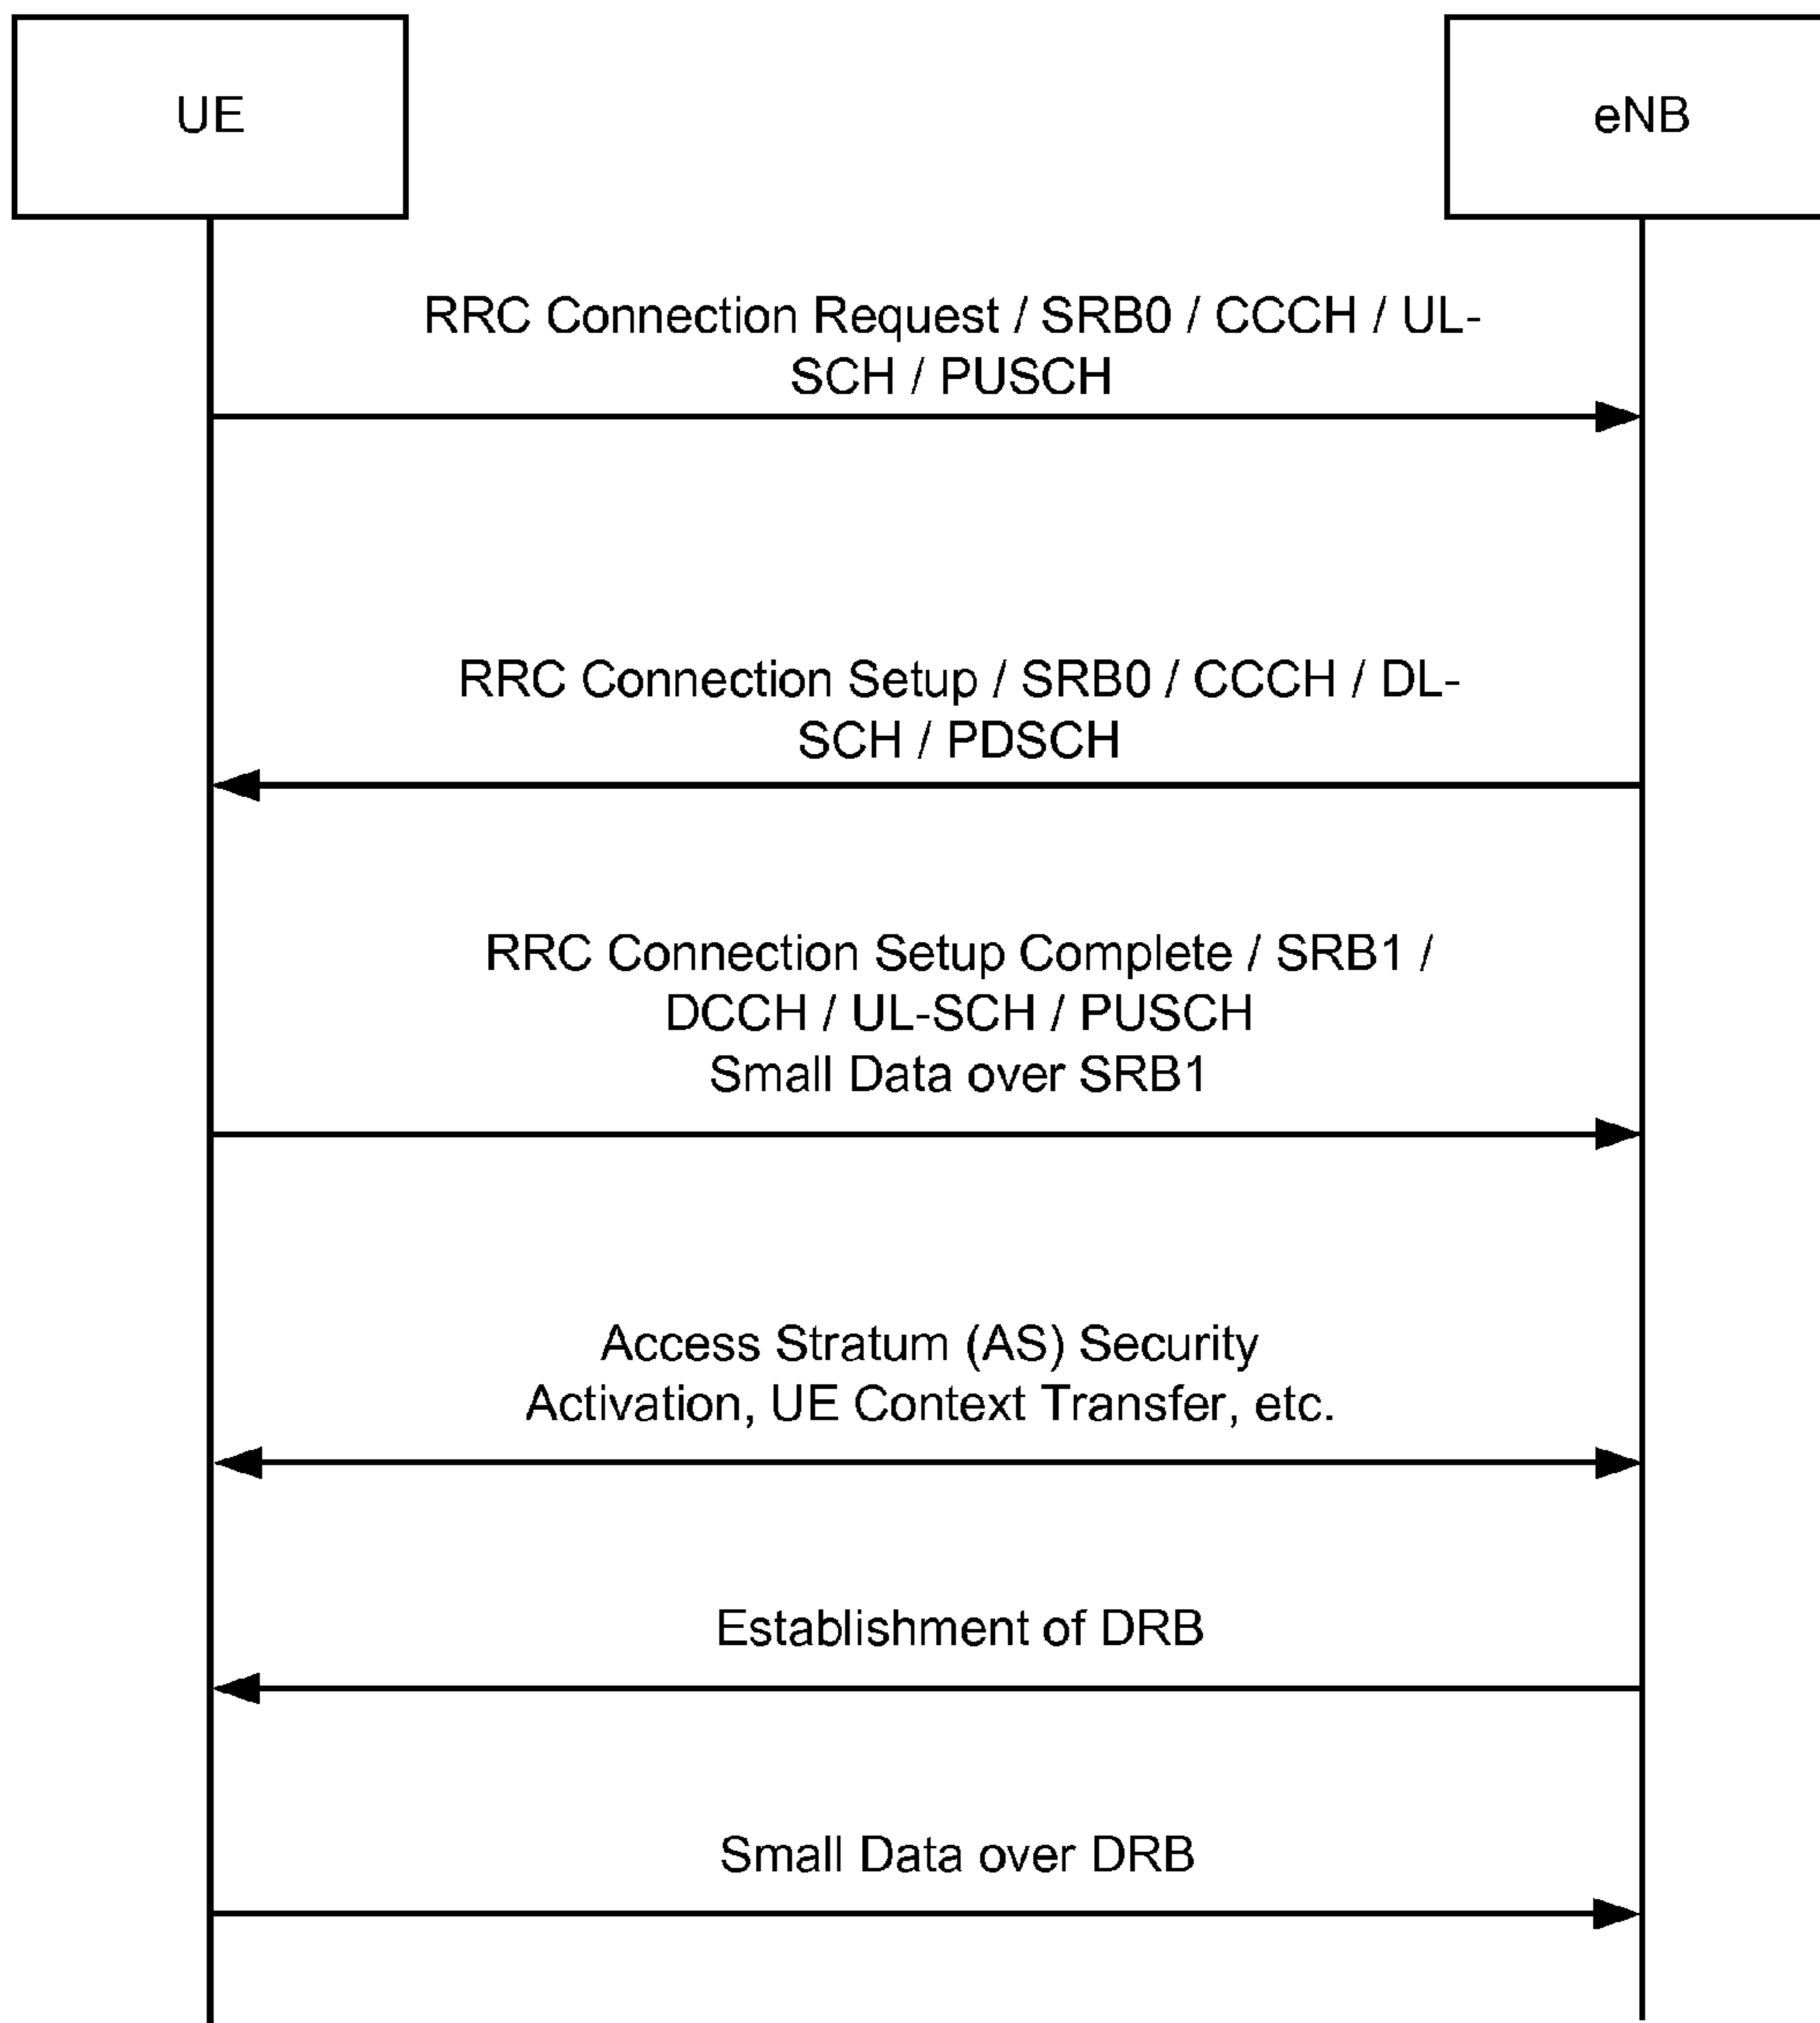 UE
eNB
RRC Connection Request / SRB0 / CCCH / UL-
SCH / PUSCH
RRC Connection Setup / SRB0 / CCCH / DL-
SCH / PDSCH
RRC Connection Setup Complete / SRB1 /
DCCH / UL-SCH / PUSCH
Small Data over SRB1
Access Stratum (AS) Security
Activation, UE Context Transfer, etc.
Establishment of DRB
Small Data over DRB